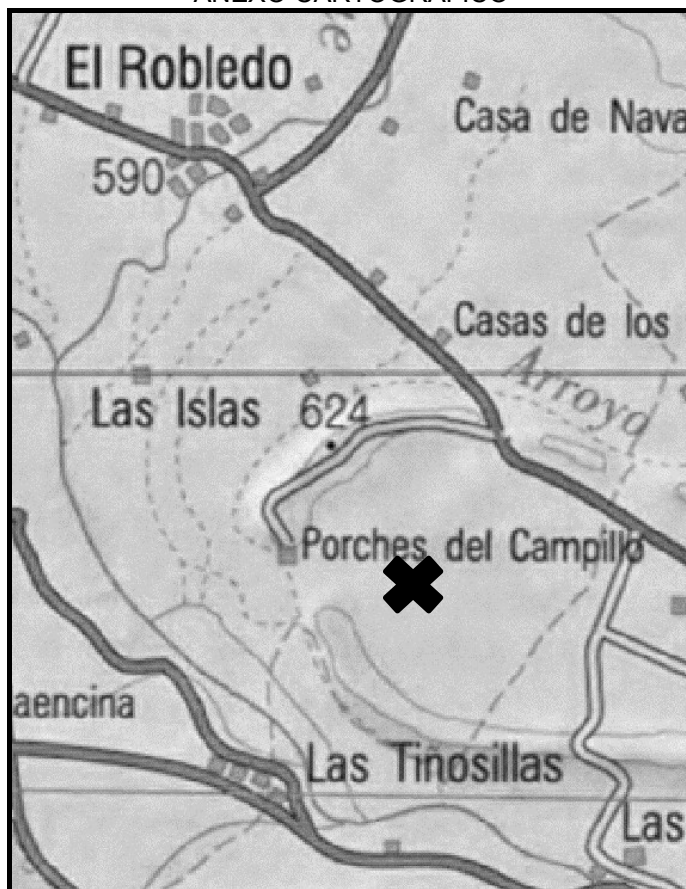 ANEXO CARTOGRÁFICO
El Robledo
Casa de Nava
590
Casas de los
Arroyo
Las Islas
624
Porches del Campillo
aencina
Las Tiñosillas
Las